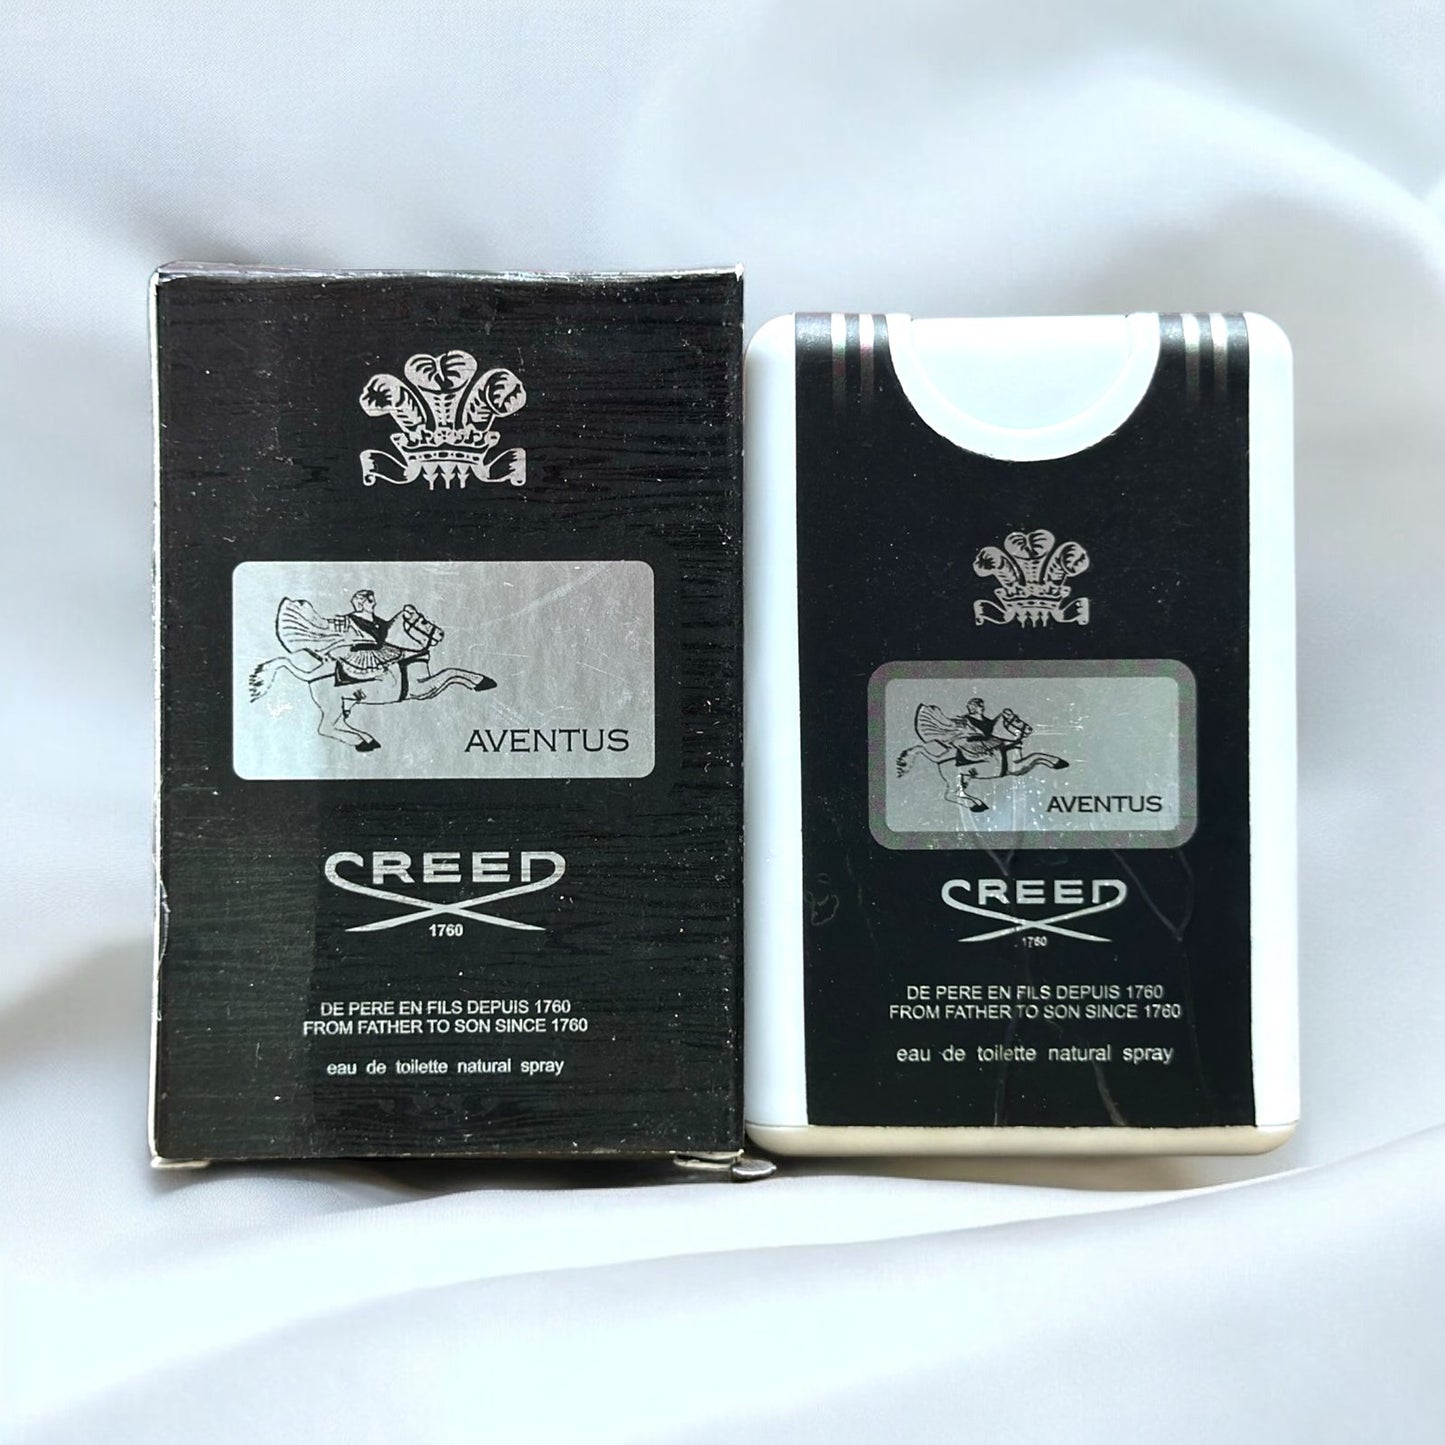 AVENTUS
CREED
1760
DE PERE EN FILS DEPUIS 1760
FROM FATHER TO SON SINCE 1760
eau de toilette natural spray
AVENTUS
CREED
1760
DE PERE EN FILS DEPUIS 1760
FROM FATHER TO SON SINCE 1760
eau de toilette natural spray